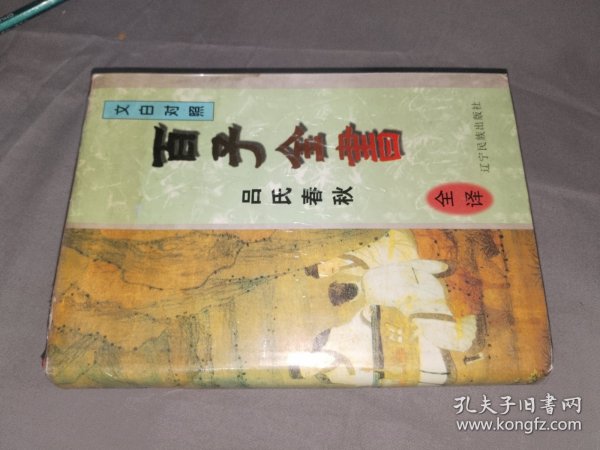 文白对照
百子全書
吕氏春秋
全译
辽宁民族出版社
孔夫子旧书网
www.kongfz.com